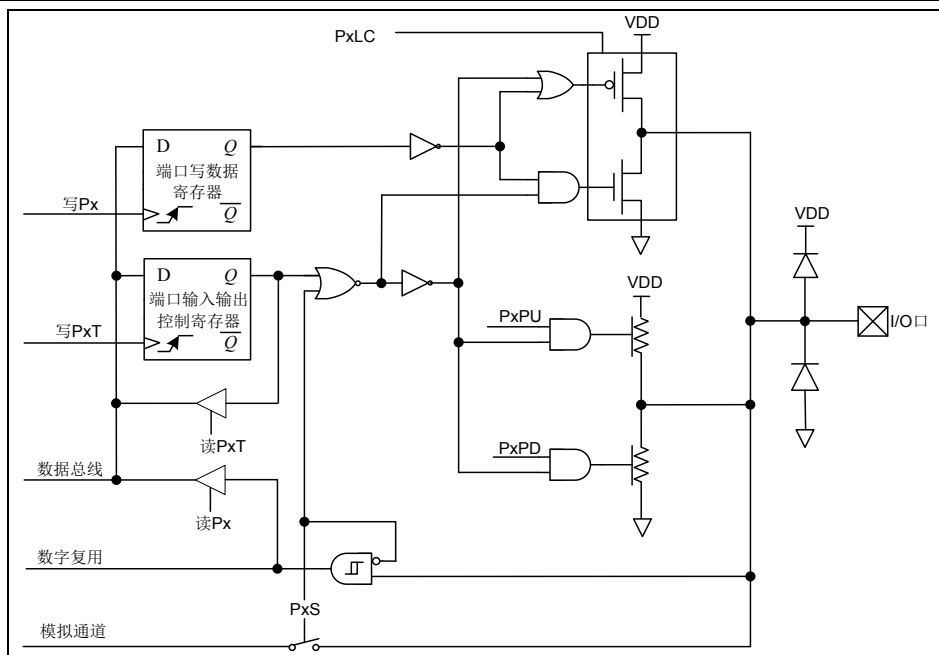 PxLC
VDD
D Q
端口写数据
寄存器
Q
写Px
VDD
D Q
端口输入输出
控制寄存器
Q
写PxT
VDD
I/O口
PxPU
读PxT
PxPD
数据总线
读Px
数字复用
PxS
模拟通道